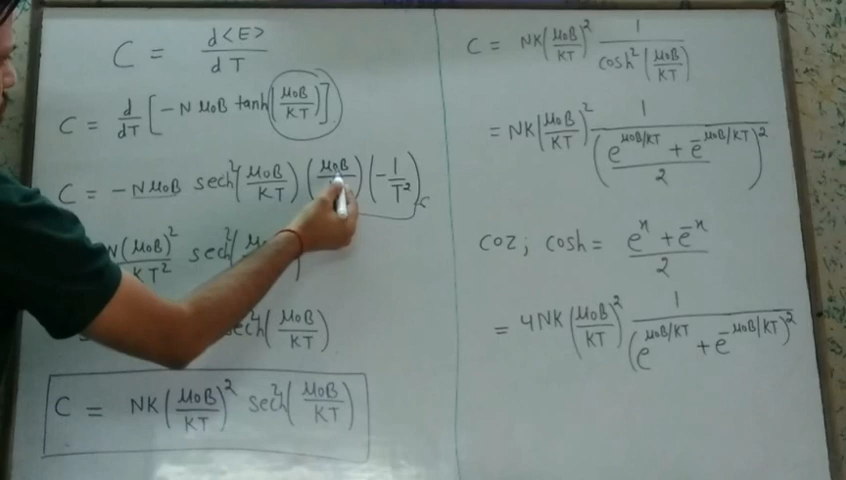 C = d<E>/dT
C = d/dT [-N μ₀B tanh(μ₀B/KT)]
C = -Nμ₀B sech²(μ₀B/KT) (μ₀B/ ) (-1/T²)
N(μ₀B)²/KT² sech²(
sech²(μ₀B/KT)
C = NK(μ₀B/KT)² sech²(μ₀B/KT)
C = NK(μ₀B/KT)² 1/cosh²(μ₀B/KT)
= NK(μ₀B/KT)² 1/((e^μ₀B/KT + e^-μ₀B/KT)/2)²
coz; cosh = (e^x + e^-x)/2
= 4NK(μ₀B/KT)² 1/(e^μ₀B/KT + e^-μ₀B/KT)²